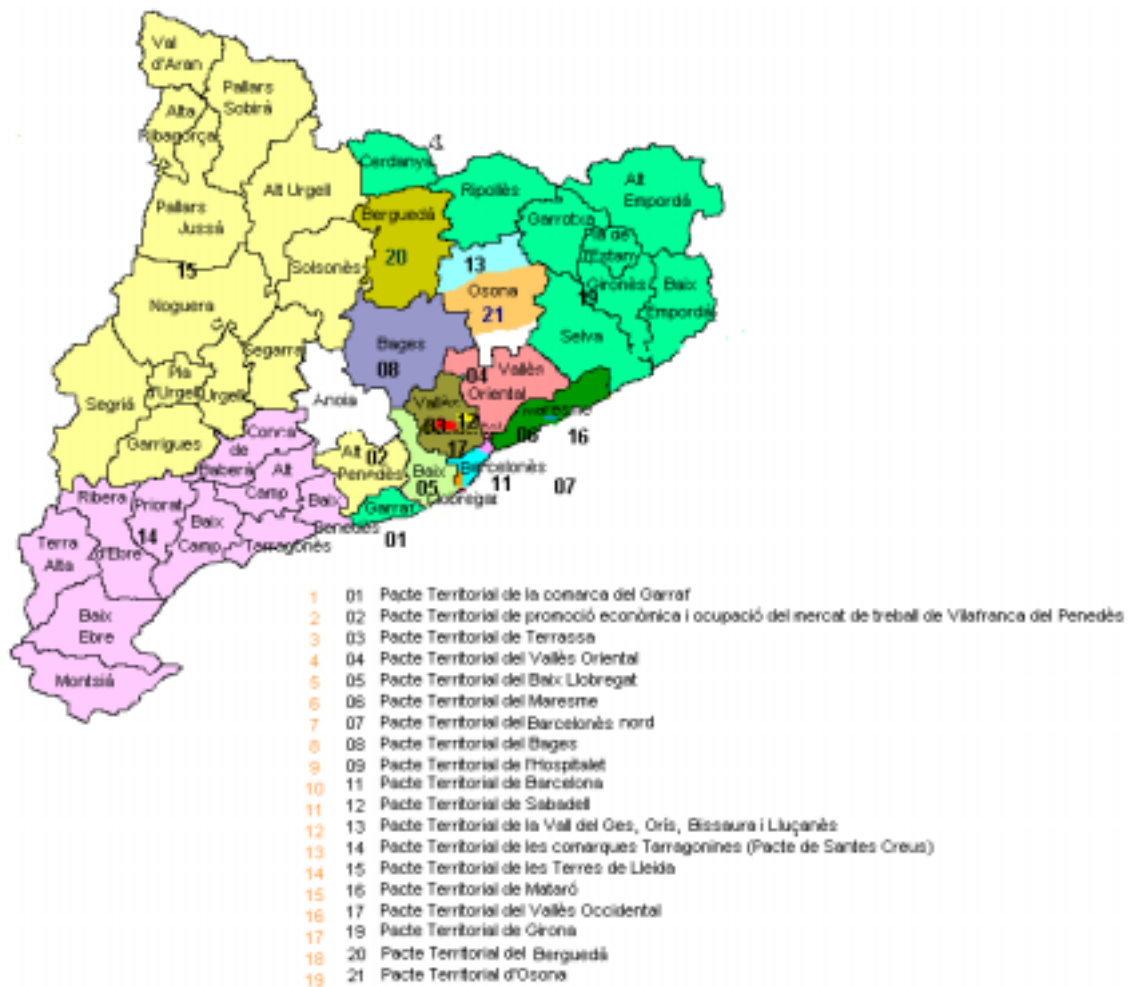 Val
d'Aran
Pallars
Sobirà
Alta
Ribagorça
Cerdanya
Ripollès
Alt
Empordà
Alt Urgell
Pallars
Jussà
Berguedà
Garrotxa
Pla de
l'Estany
20
13
Solsonès
15
Osona
Gironès
Baix
Empordà
19
Noguera
21
Selva
Segarra
Bages
08
04
Vallès
Oriental
Pla
d'Urgell
Urgell
Segrià
Anoia
Vallès
Maresme
03
12
06
16
Garrigues
Conca
de
Baberà
Alt
Penedès
02
17
Barcelonès
Baix
05
Llobregat
11
07
Alt
Camp
Baix
Penedès
Garraf
01
Ribera
d'Ebre
Priorat
14
Baix
Camp
Tarragonès
Terra
Alta
Baix
Ebre
Montsià
1 01 Pacte Territorial de la comarca del Garraf
2 02 Pacte Territorial de promoció econòmica i ocupació del mercat de treball de Vilafranca del Penedès
3 03 Pacte Territorial de Terrassa
4 04 Pacte Territorial del Vallès Oriental
5 05 Pacte Territorial del Baix Llobregat
6 06 Pacte Territorial del Maresme
7 07 Pacte Territorial del Barcelonès nord
8 08 Pacte Territorial del Bages
9 09 Pacte Territorial de l'Hospitalet
10 11 Pacte Territorial de Barcelona
11 12 Pacte Territorial de Sabadell
12 13 Pacte Territorial de la Vall del Ges, Orís, Bissaura i Lluçanès
13 14 Pacte Territorial de les comarques Tarragonines (Pacte de Santes Creus)
14 15 Pacte Territorial de les Terres de Lleida
15 16 Pacte Territorial de Mataró
16 17 Pacte Territorial del Vallès Occidental
17 19 Pacte Territorial de Girona
18 20 Pacte Territorial del Berguedà
19 21 Pacte Territorial d'Osona